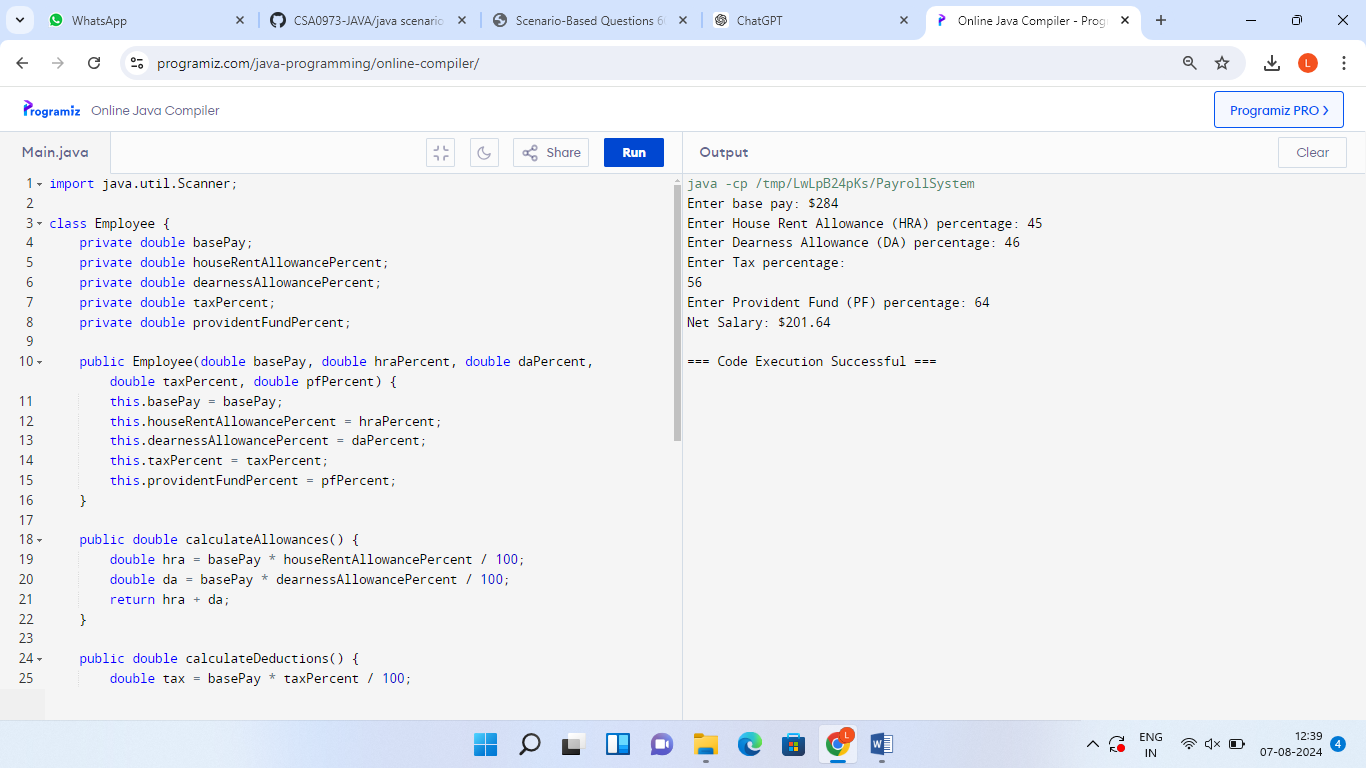 WhatsApp
CSA0973-JAVA/java scenario
Scenario-Based Questions 6
ChatGPT
Online Java Compiler - Prog
programiz.com/java-programming/online-compiler/
L
Programiz Online Java Compiler
Programiz PRO >
Main.java
Share
Run
Output
Clear
1 import java.util.Scanner;
2
3 class Employee {
4 private double basePay;
5 private double houseRentAllowancePercent;
6 private double dearnessAllowancePercent;
7 private double taxPercent;
8 private double providentFundPercent;
9
10 public Employee(double basePay, double hraPercent, double daPercent,
double taxPercent, double pfPercent) {
11 this.basePay = basePay;
12 this.houseRentAllowancePercent = hraPercent;
13 this.dearnessAllowancePercent = daPercent;
14 this.taxPercent = taxPercent;
15 this.providentFundPercent = pfPercent;
16 }
17
18 public double calculateAllowances() {
19 double hra = basePay * houseRentAllowancePercent / 100;
20 double da = basePay * dearnessAllowancePercent / 100;
21 return hra + da;
22 }
23
24 public double calculateDeductions() {
25 double tax = basePay * taxPercent / 100;
java -cp /tmp/LwLpB24pKs/PayrollSystem
Enter base pay: $284
Enter House Rent Allowance (HRA) percentage: 45
Enter Dearness Allowance (DA) percentage: 46
Enter Tax percentage:
56
Enter Provident Fund (PF) percentage: 64
Net Salary: $201.64
=== Code Execution Successful ===
L
ENG
IN
12:39
07-08-2024
4